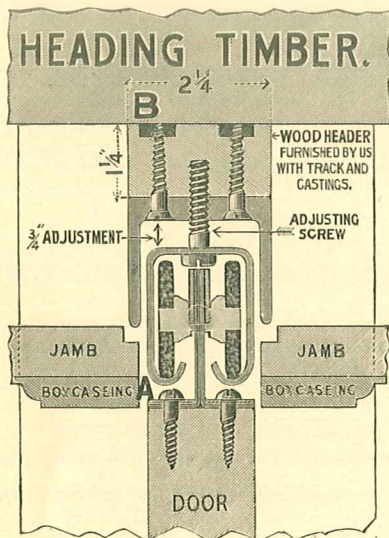 HEADING TIMBER.
2 1/4
B
1 1/4"
WOOD HEADER
FURNISHED BY US
WITH TRACK AND
CASTINGS.
3/4" ADJUSTMENT
ADJUSTING
SCREW
JAMB
JAMB
BOXCASEING
A
BOXCASEING
DOOR